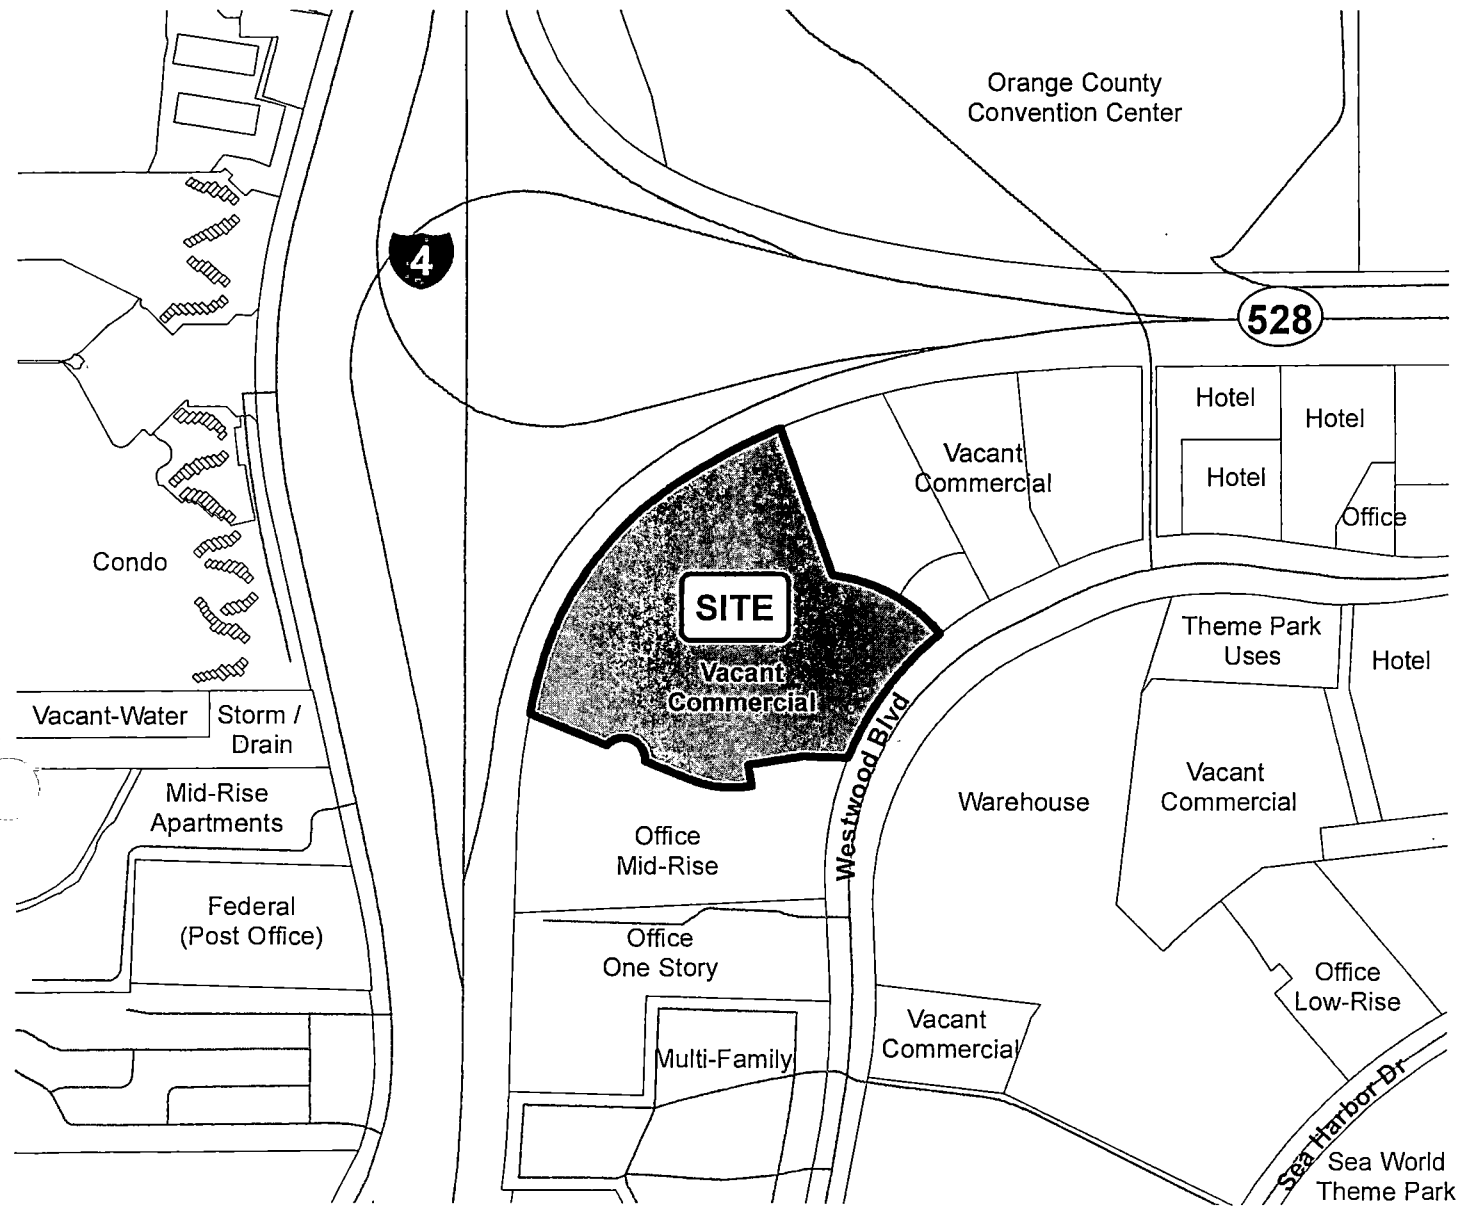 Orange County
Convention Center
4
528
Hotel
Hotel
Vacant
Commercial
Hotel
Office
Condo
SITE
Vacant
Commercial
Theme Park
Uses
Hotel
Vacant-Water
Storm /
Drain
Westwood Blvd
Mid-Rise
Apartments
Vacant
Commercial
Warehouse
Office
Mid-Rise
Federal
(Post Office)
Office
One Story
Office
Low-Rise
Vacant
Commercial
Multi-Family
Sea Harbor Dr
Sea World
Theme Park